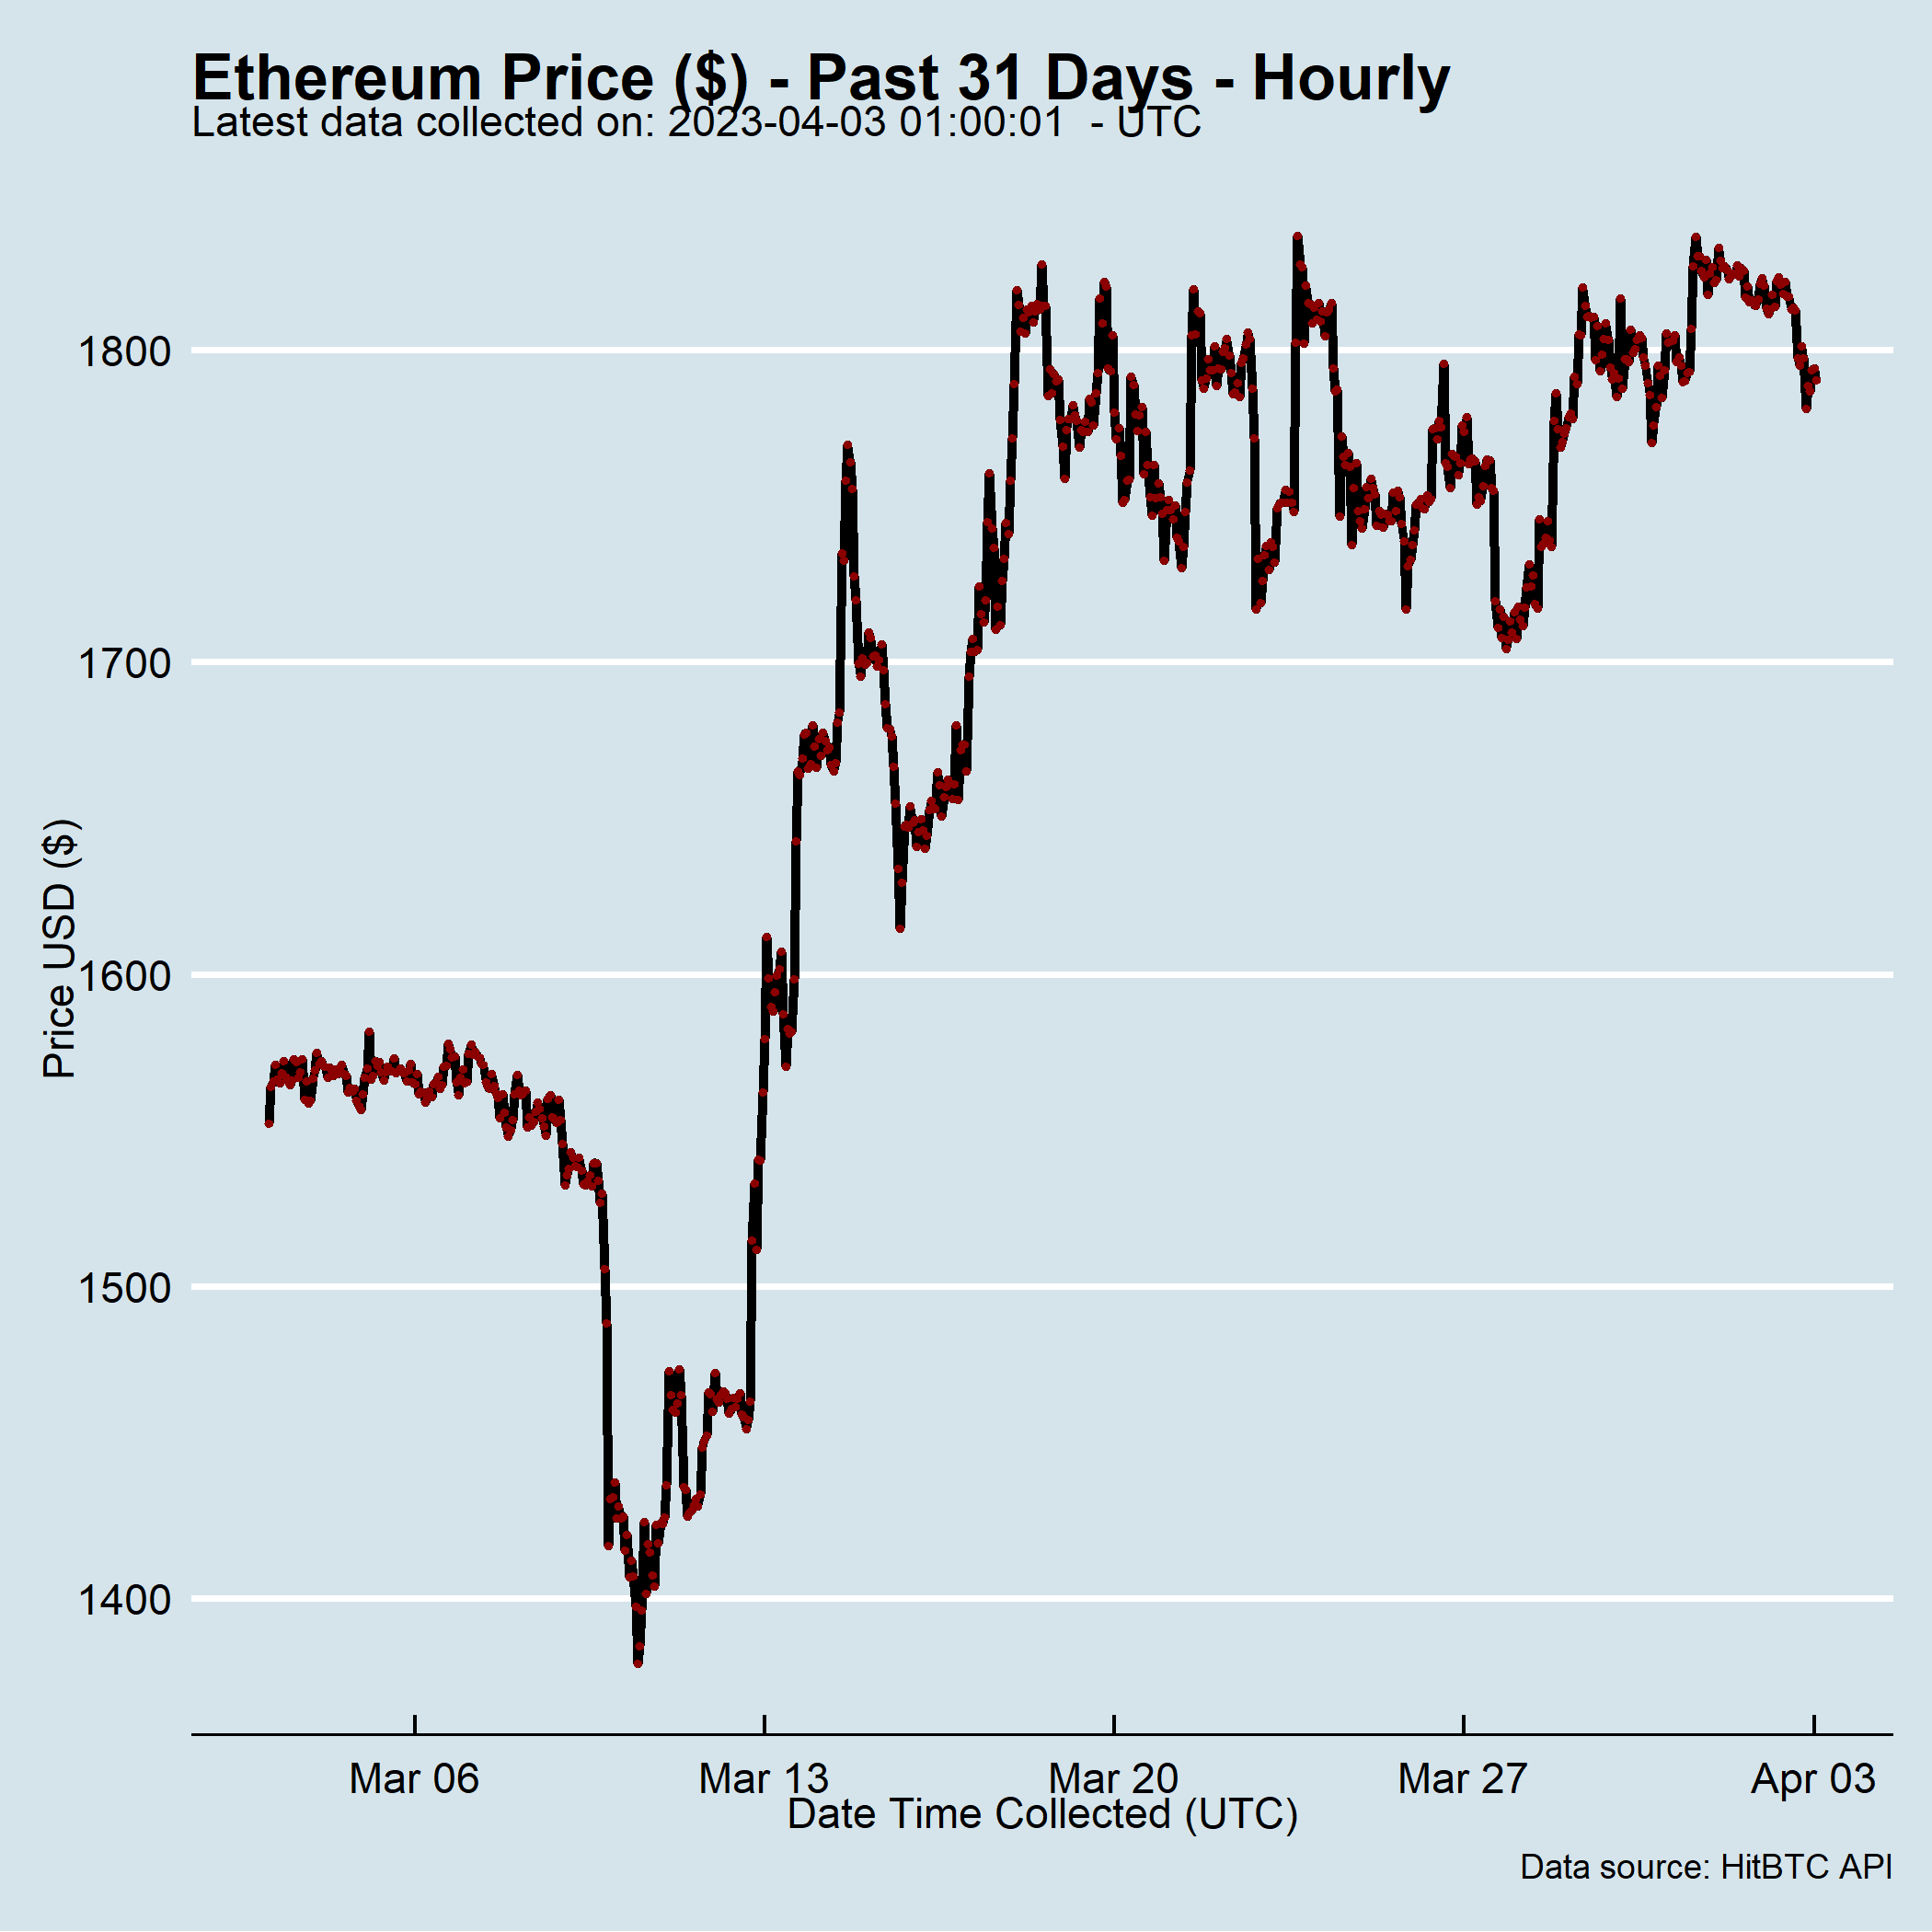 Ethereum Price ($) - Past 31 Days - Hourly
Latest data collected on: 2023-04-03 01:00:01  - UTC
1800
1700
1600
1500
1400
Price USD ($)
Mar 06
Mar 13
Mar 20
Mar 27
Apr 03
Date Time Collected (UTC)
Data source: HitBTC API